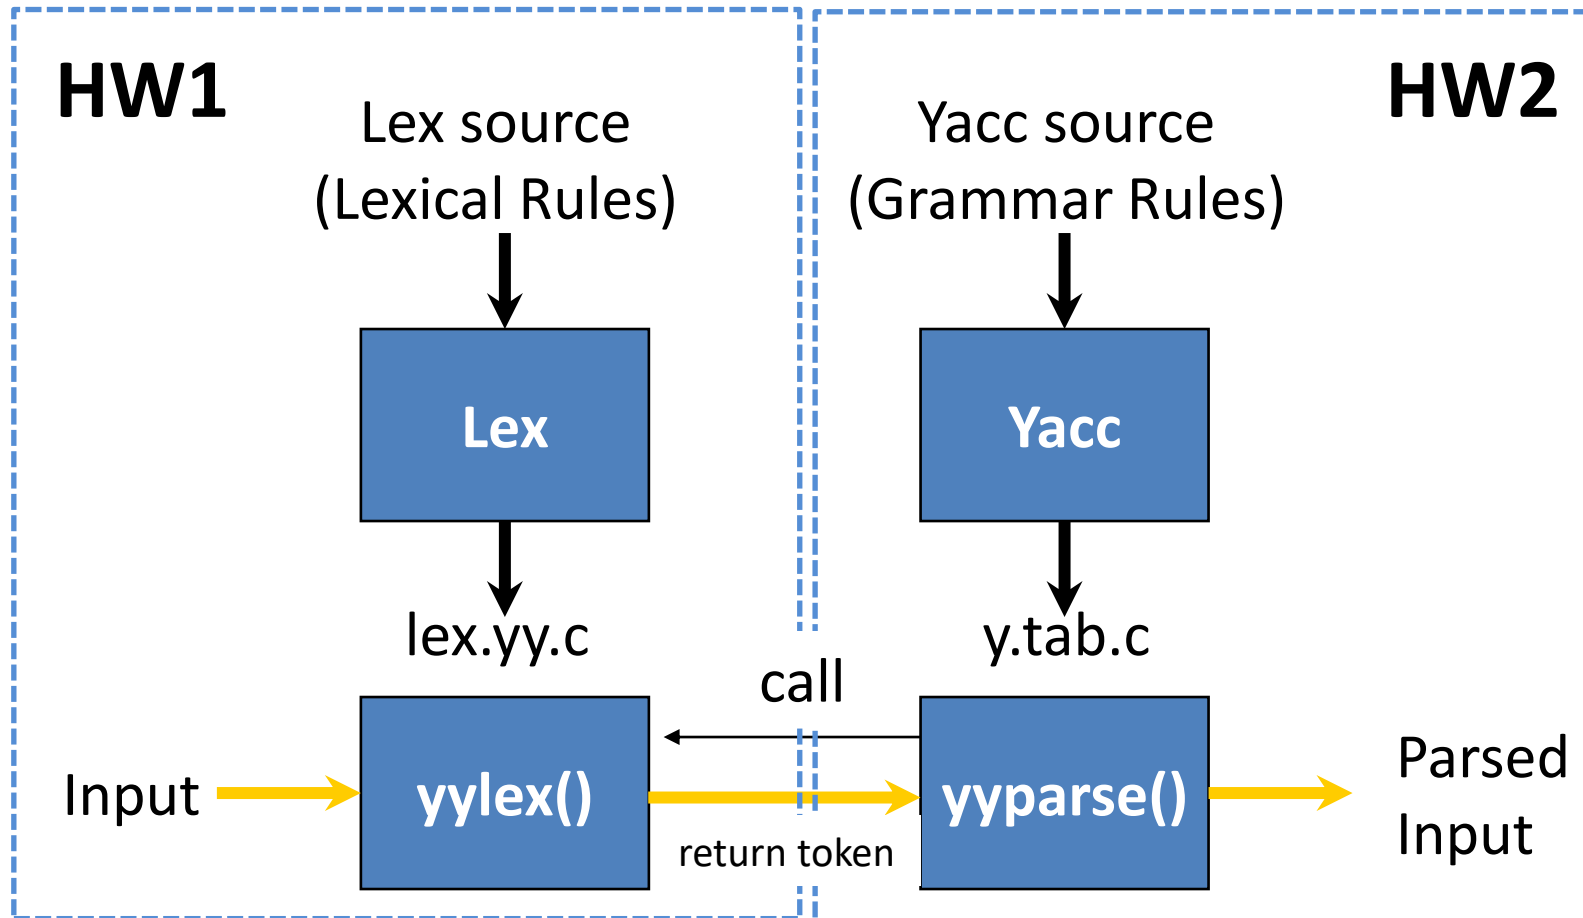 HW1
HW2
Lex source
(Lexical Rules)
Yacc source
(Grammar Rules)
Lex
Yacc
lex.yy.c
y.tab.c
call
Input
yylex()
return token
yyparse()
Parsed
Input